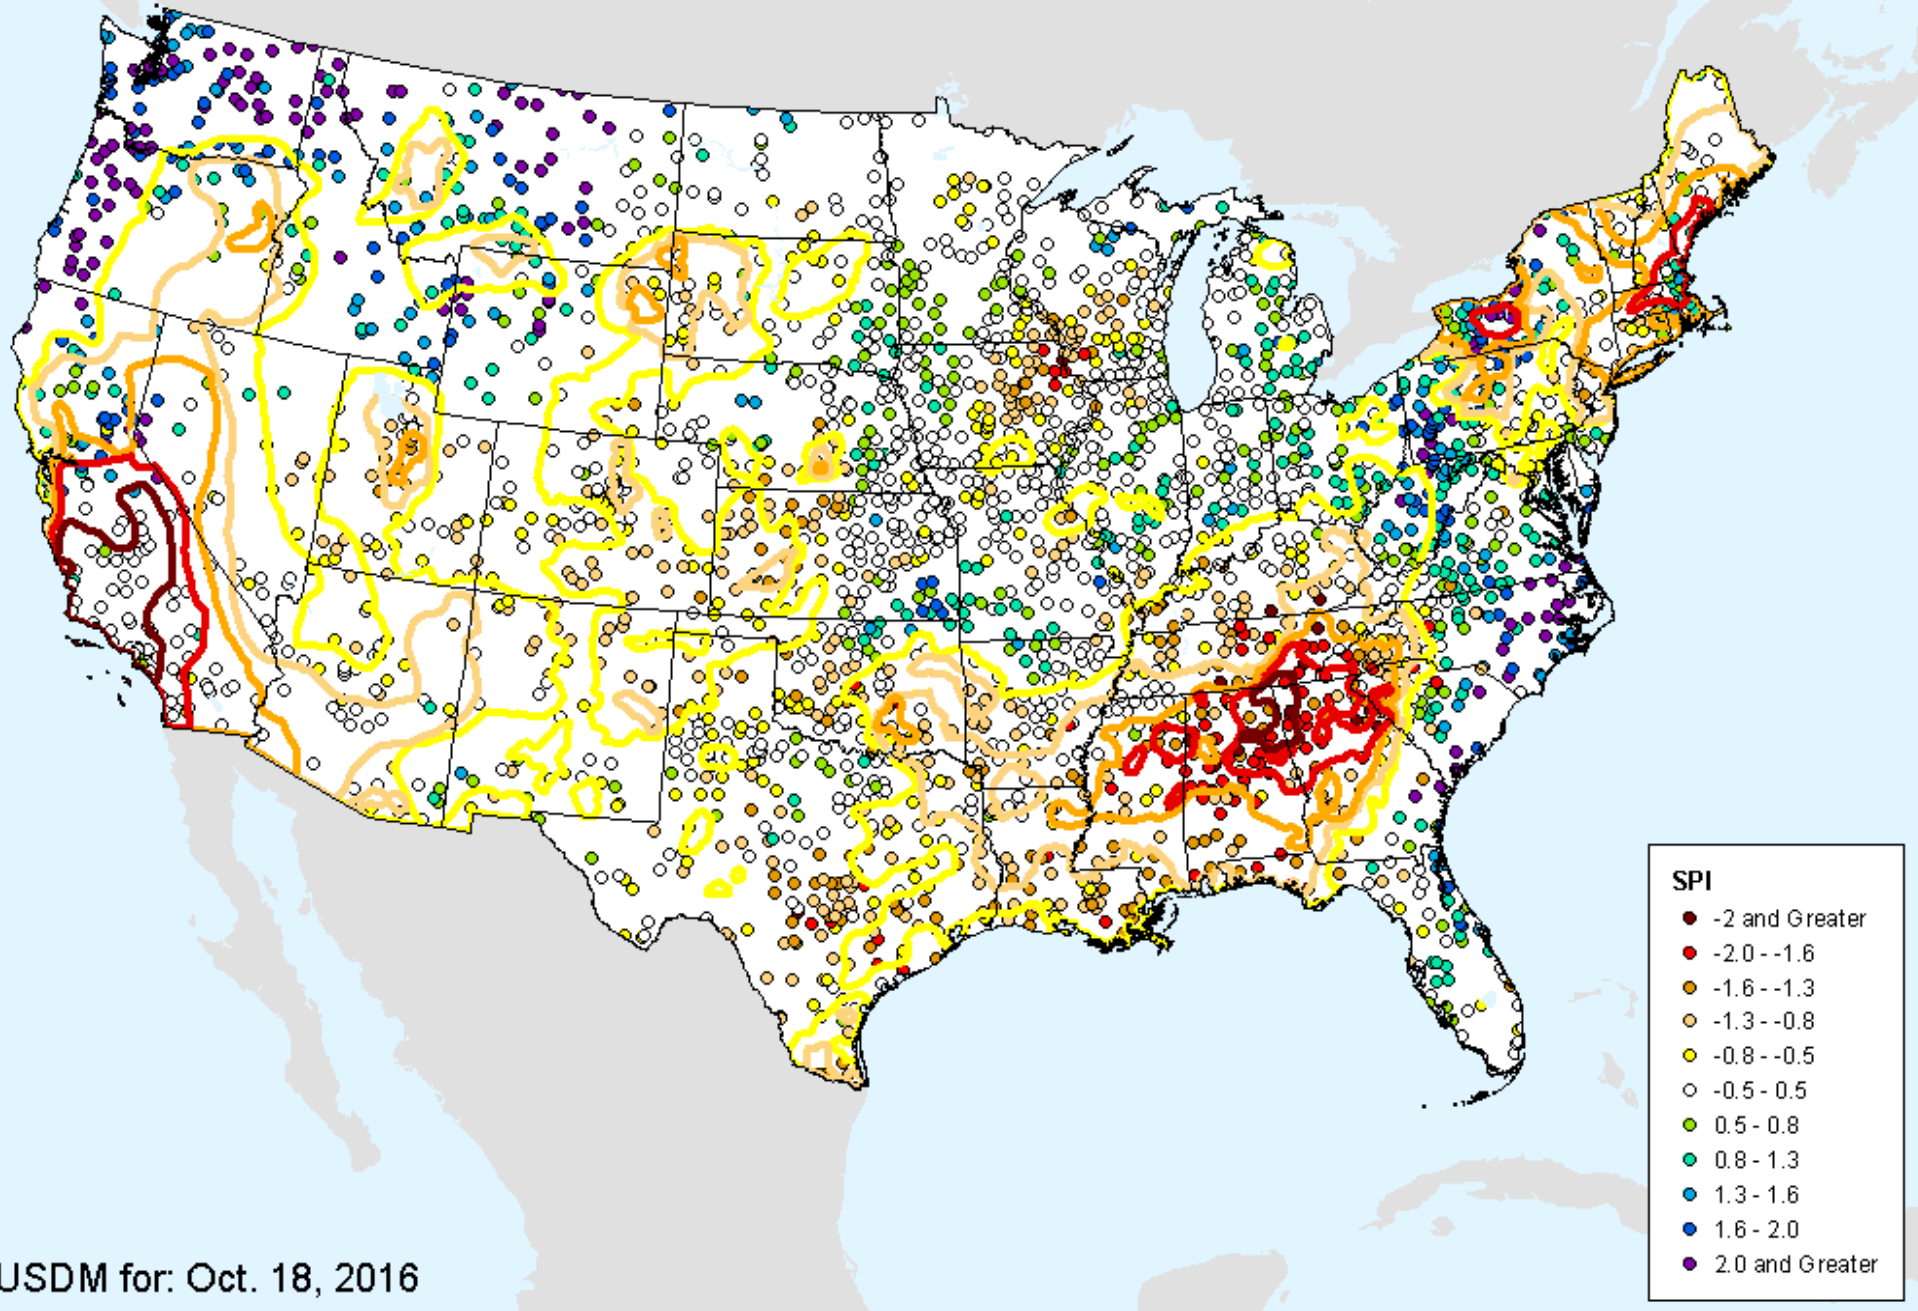 SPI
-2 and Greater
-2.0 - -1.6
-1.6 - -1.3
-1.3 - -0.8
-0.8 - -0.5
-0.5 - 0.5
0.5 - 0.8
0.8 - 1.3
1.3 - 1.6
1.6 - 2.0
2.0 and Greater
USDM for: Oct. 18, 2016